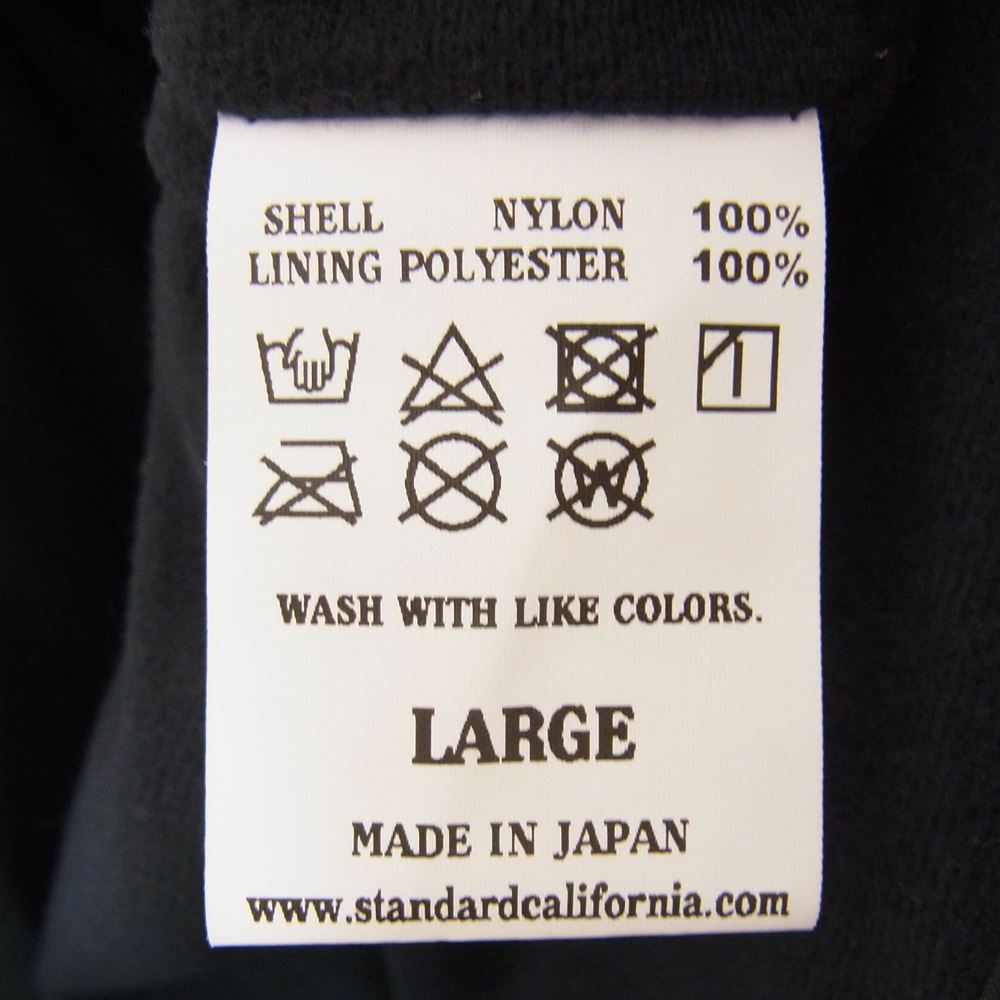 SHELL NYLON 100%
LINING POLYESTER 100%
W
WASH WITH LIKE COLORS.
LARGE
MADE IN JAPAN
www.standardcalifornia.com